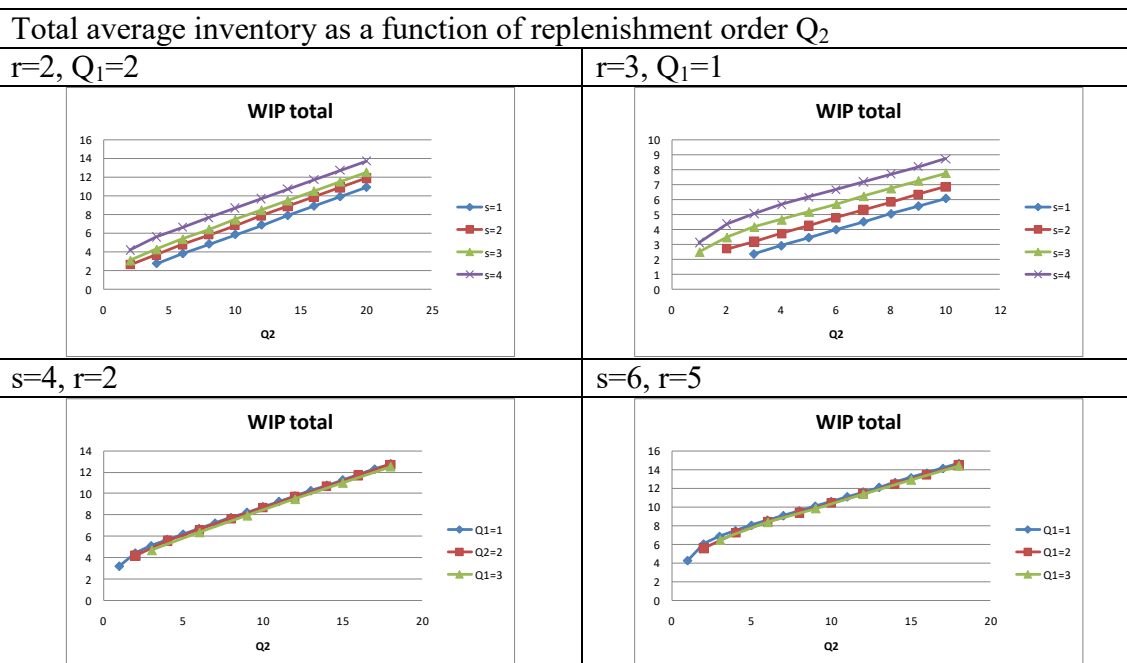 Total average inventory as a function of replenishment order Q₂
r=2, Q₁=2
r=3, Q₁=1
WIP total
16
14
12
10
8
6
4
2
0
0 5 10 15 20 25
Q2
s=1
s=2
s=3
s=4
WIP total
10
9
8
7
6
5
4
3
2
1
0
0 2 4 6 8 10 12
Q2
s=1
s=2
s=3
s=4
s=4, r=2
s=6, r=5
WIP total
14
12
10
8
6
4
2
0
0 5 10 15 20
Q2
Q1=1
Q2=2
Q1=3
WIP total
16
14
12
10
8
6
4
2
0
0 5 10 15 20
Q2
Q1=1
Q1=2
Q1=3